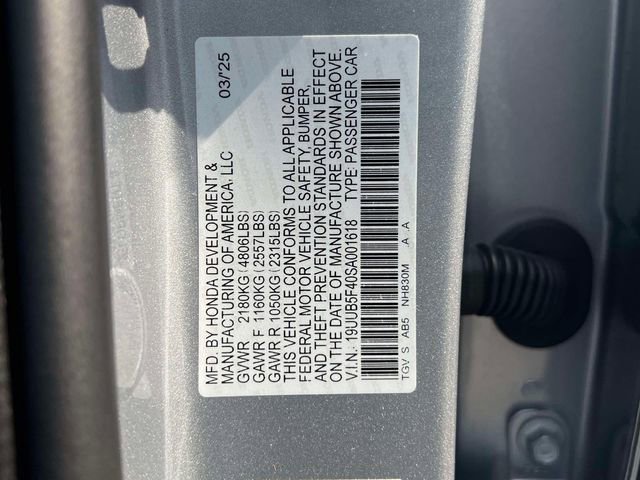 MFD. BY HONDA DEVELOPMENT & 03/'25
MANUFACTURING OF AMERICA, LLC
GVWR 2180KG (4806LBS)
GAWR F 1160KG (2557LBS)
GAWR R 1050KG (2315LBS)
THIS VEHICLE CONFORMS TO ALL APPLICABLE
FEDERAL MOTOR VEHICLE SAFETY, BUMPER,
AND THEFT PREVENTION STANDARDS IN EFFECT
ON THE DATE OF MANUFACTURE SHOWN ABOVE.
V.I.N.: 19UUB5F40SA001618 TYPE: PASSENGER CAR
TGV S AB5 NH830M A A